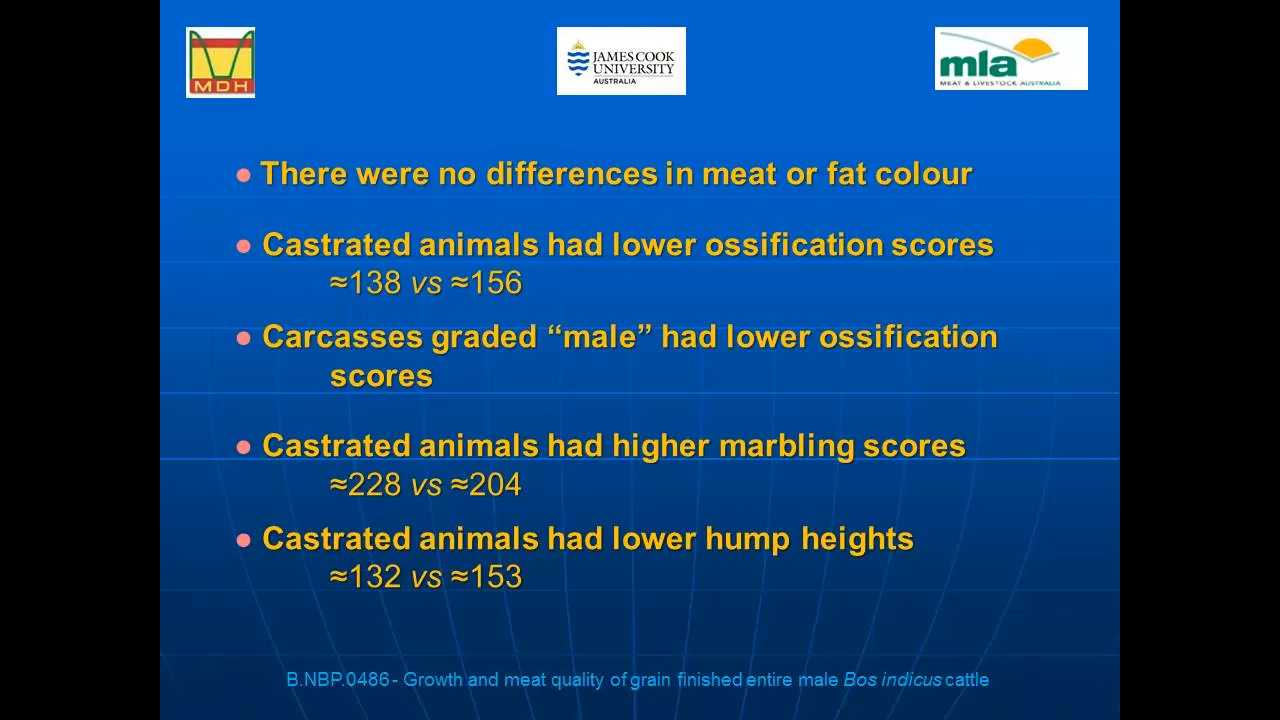 MDH
JAMES COOK
UNIVERSITY
AUSTRALIA
mla
MEAT & LIVESTOCK AUSTRALIA
● There were no differences in meat or fat colour
● Castrated animals had lower ossification scores
≈138 vs ≈156
● Carcasses graded “male” had lower ossification
scores
● Castrated animals had higher marbling scores
≈228 vs ≈204
● Castrated animals had lower hump heights
≈132 vs ≈153
B.NBP.0486 - Growth and meat quality of grain finished entire male Bos indicus cattle